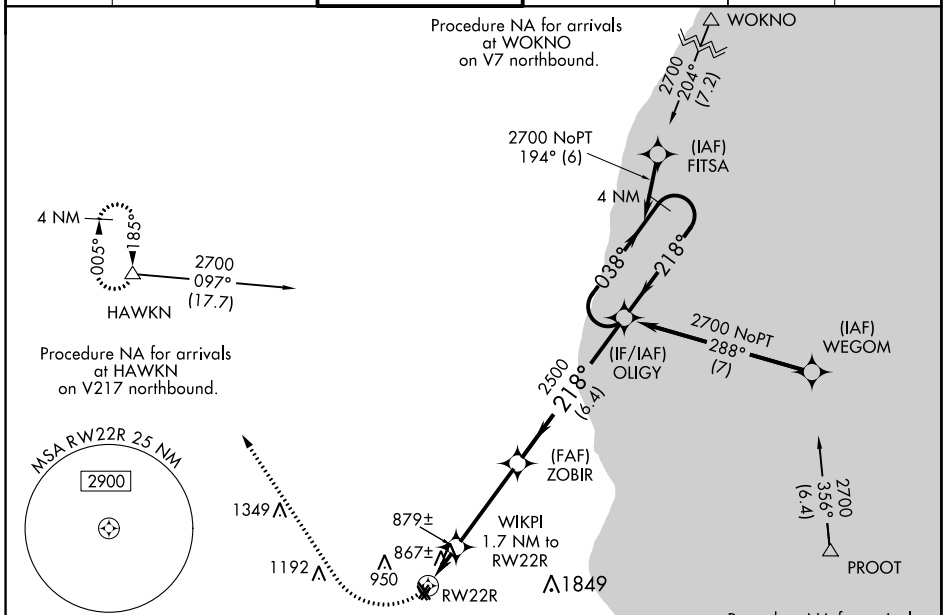 Procedure NA for arrivals
at WOKNO
on V7 northbound.
WOKNO
2700
204°
(7.2)
2700 NoPT
194° (6)
(IAF)
FITSA
4 NM
038°
218°
4 NM
005°
185°
HAWKN
2700
097°
(17.7)
Procedure NA for arrivals
at HAWKN
on V217 northbound.
(IF/IAF)
OLIGY
2700 NoPT
288°
(7)
(IAF)
WEGOM
2500
218°
(6.4)
(FAF)
ZOBIR
MSA RW22R 25 NM
2900
1349
1192
950
879±
867±
WIKPI
1.7 NM to
RW22R
RW22R
1849
2700
356°
(6.4)
PROOT